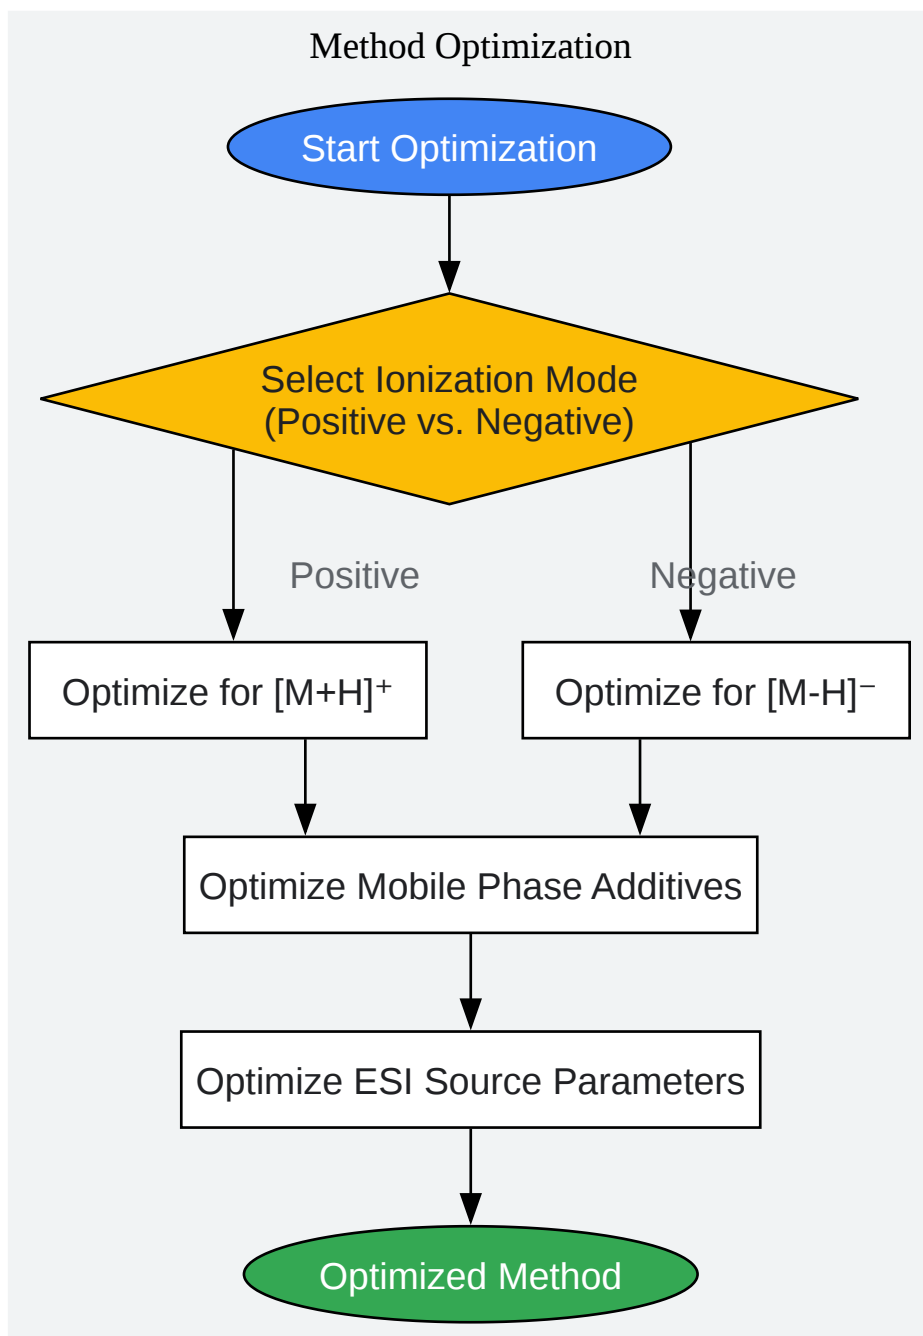 Method Optimization
Start Optimization
Select Ionization Mode
(Positive vs. Negative)
Positive
Negative
Optimize for [M+H]⁺
Optimize for [M-H]⁻
Optimize Mobile Phase Additives
Optimize ESI Source Parameters
Optimized Method